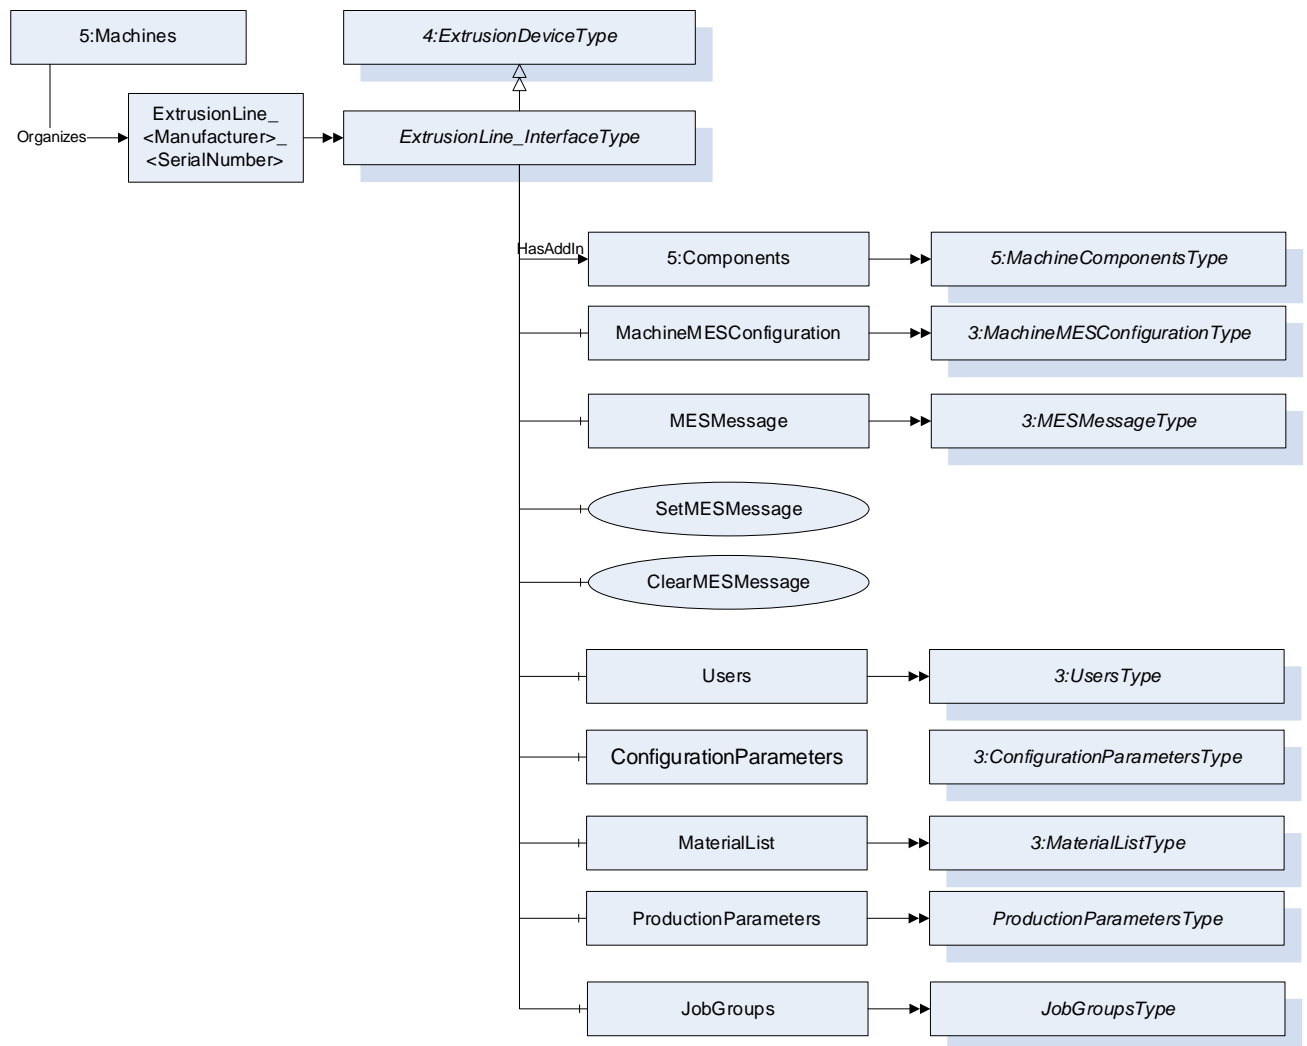 5:Machines
4:ExtrusionDeviceType
Organizes
ExtrusionLine_
<Manufacturer>_
<SerialNumber>
ExtrusionLine_InterfaceType
HasAddIn
5:Components
5:MachineComponentsType
MachineMESConfiguration
3:MachineMESConfigurationType
MESMessage
3:MESMessageType
SetMESMessage
ClearMESMessage
Users
3:UsersType
ConfigurationParameters
3:ConfigurationParametersType
MaterialList
3:MaterialListType
ProductionParameters
ProductionParametersType
JobGroups
JobGroupsType